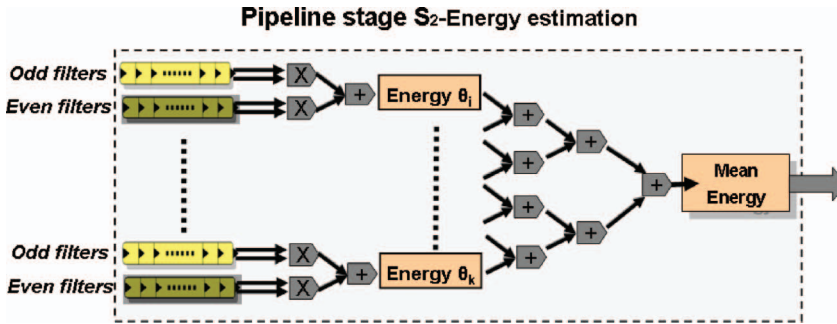 Pipeline stage S2-Energy estimation
Odd filters
Even filters
X
X
+
Energy θi
+
+
+
+
+
+
+
Mean
Energy
Odd filters
Even filters
X
X
+
Energy θk